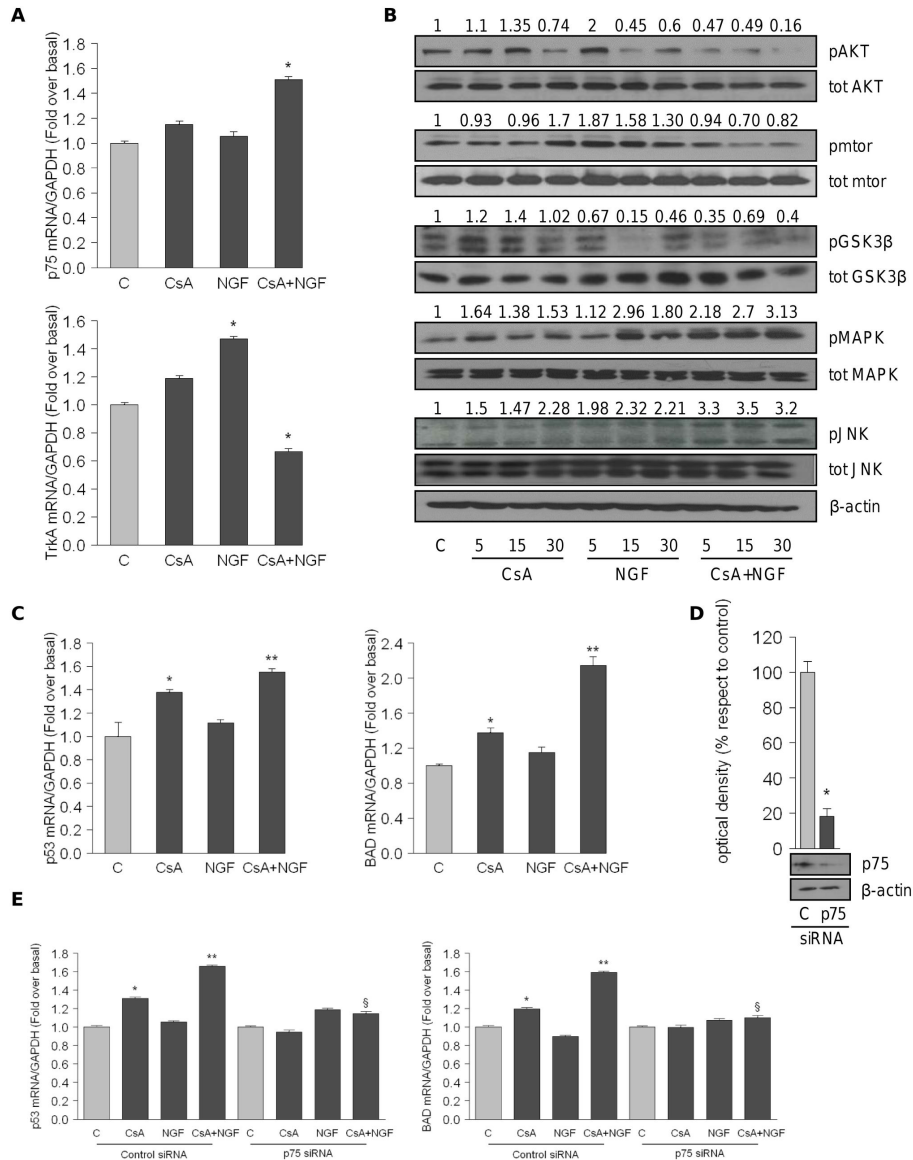 A
p75 mRNA/GAPDH (Fold over basal)
1.8
1.6
1.4
1.2
1.0
0.8
0.6
0.4
0.2
0.0
*
C CsA NGF CsA+NGF
TrkA mRNA/GAPDH (Fold over basal)
1.6
1.4
1.2
1.0
0.8
0.6
0.4
0.2
0.0
*
*
C CsA NGF CsA+NGF
B
1 1.1 1.35 0.74 2 0.45 0.6 0.47 0.49 0.16
pAKT
tot AKT
1 0.93 0.96 1.7 1.87 1.58 1.30 0.94 0.70 0.82
pmtor
tot mtor
1 1.2 1.4 1.02 0.67 0.15 0.46 0.35 0.69 0.4
pGSK3β
tot GSK3β
1 1.64 1.38 1.53 1.12 2.96 1.80 2.18 2.7 3.13
pMAPK
tot MAPK
1 1.5 1.47 2.28 1.98 2.32 2.21 3.3 3.5 3.2
pJNK
tot JNK
β-actin
C 5 15 30 5 15 30 5 15 30
CsA NGF CsA+NGF
C
p53 mRNA/GAPDH (Fold over basal)
1.8
1.6
1.4
1.2
1.0
0.8
0.6
0.4
0.2
0.0
*
**
C CsA NGF CsA+NGF
BAD mRNA/GAPDH (Fold over basal)
2.4
2.0
1.6
1.2
0.8
0.4
0.0
*
**
C CsA NGF CsA+NGF
D
optical density (% respect to control)
120
100
80
60
40
20
0
*
p75
β-actin
C p75
siRNA
E
p53 mRNA/GAPDH (Fold over basal)
1.8
1.6
1.4
1.2
1.0
0.8
0.6
0.4
0.2
0.0
*
**
§
C CsA NGF CsA+NGF C CsA NGF CsA+NGF
Control siRNA p75 siRNA
BAD mRNA/GAPDH (Fold over basal)
1.8
1.6
1.4
1.2
1.0
0.8
0.6
0.4
0.2
0.0
*
**
§
C CsA NGF CsA+NGF C CsA NGF CsA+NGF
Control siRNA p75 siRNA